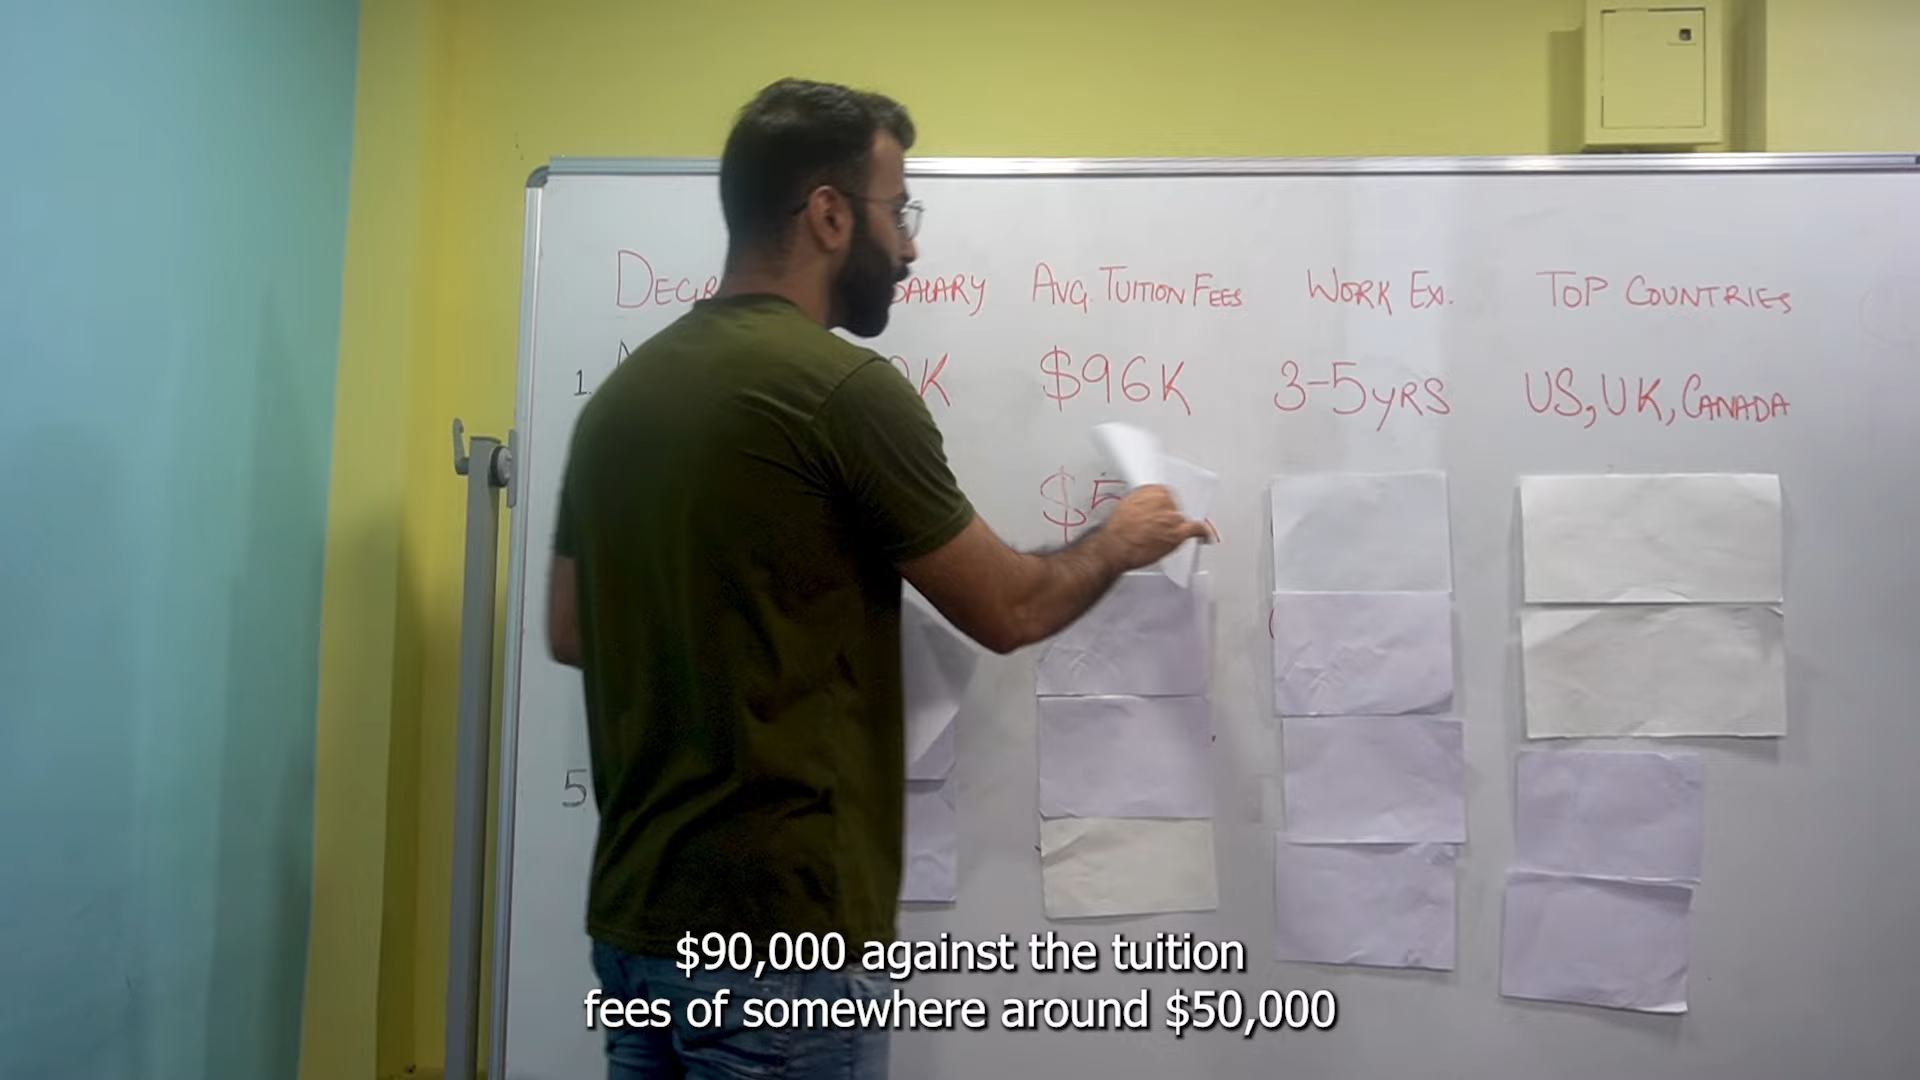 SALARY AVG. TUITION FEES WORK EX. TOP COUNTRIES
1. $96K 3-5YRS US, UK, CANADA
5
$90,000 against the tuition
fees of somewhere around $50,000